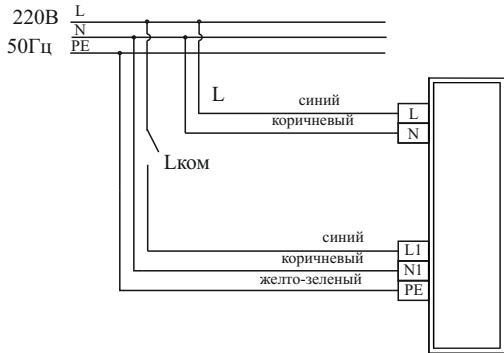 220В L
N
50Гц PE
L
синий L
коричневый N
Lком
синий L1
коричневый N1
желто-зеленый PE